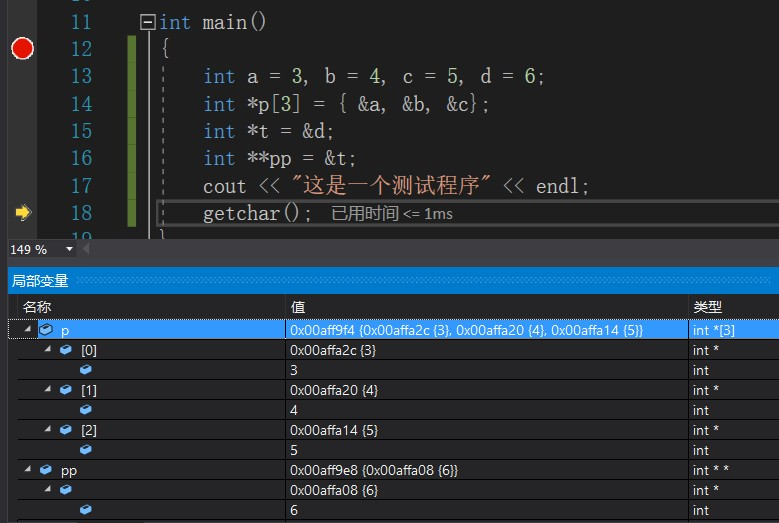 11 int main()
12 {
13 int a = 3, b = 4, c = 5, d = 6;
14 int *p[3] = { &a, &b, &c};
15 int *t = &d;
16 int **pp = &t;
17 cout << "这是一个测试程序" << endl;
18 getchar(); 已用时间 <= 1ms
149 %
局部变量
名称 值 类型
p 0x00aff9f4 {0x00affa2c {3}, 0x00affa20 {4}, 0x00affa14 {5}} int *[3]
[0] 0x00affa2c {3} int *
3 int
[1] 0x00affa20 {4} int *
4 int
[2] 0x00affa14 {5} int *
5 int
pp 0x00aff9e8 {0x00affa08 {6}} int * *
0x00affa08 {6} int *
6 int